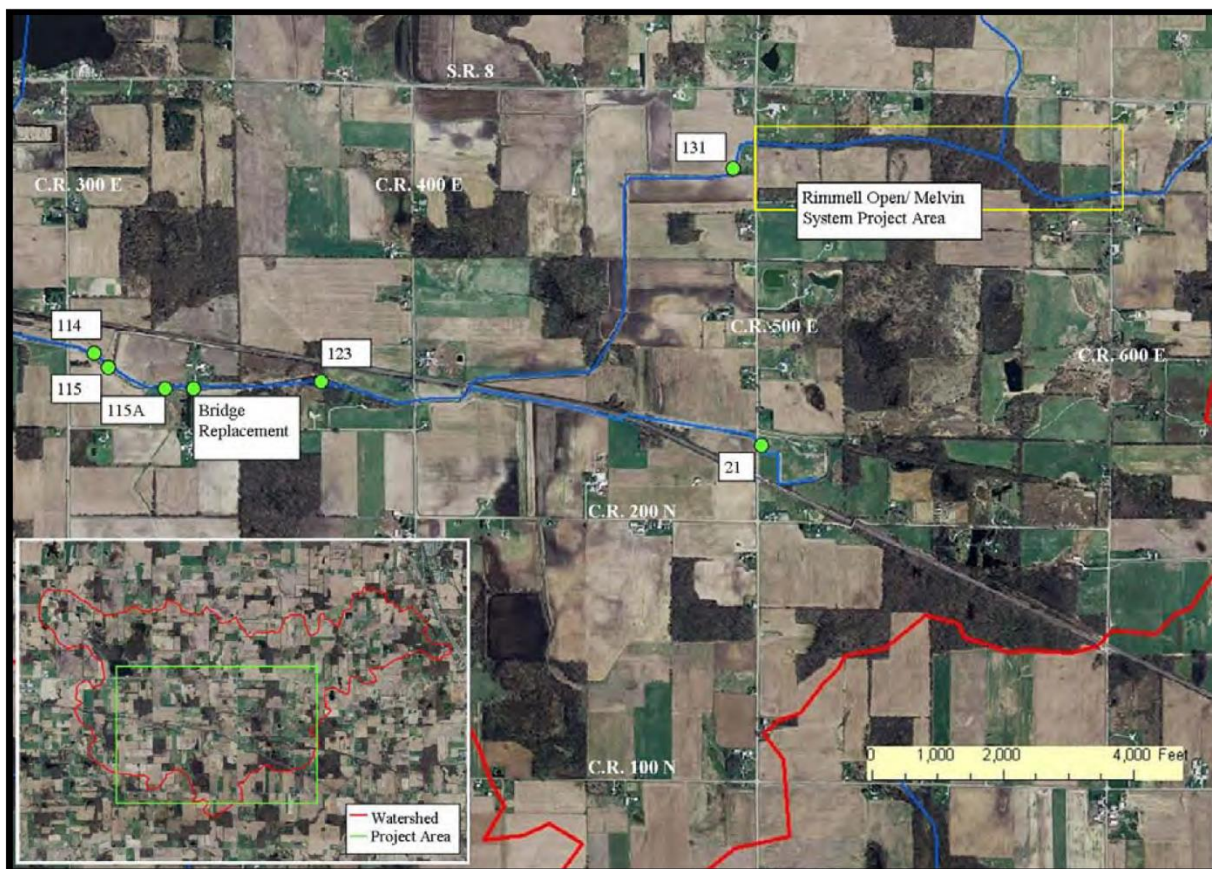 S.R. 8
131
C.R. 300 E
C.R. 400 E
Rimmell Open/ Melvin
System Project Area
C.R. 500 E
114
123
C.R. 600 E
115
115A
Bridge
Replacement
21
C.R. 200 N
C.R. 100 N
0 1,000 2,000 4,000 Feet
Watershed
Project Area